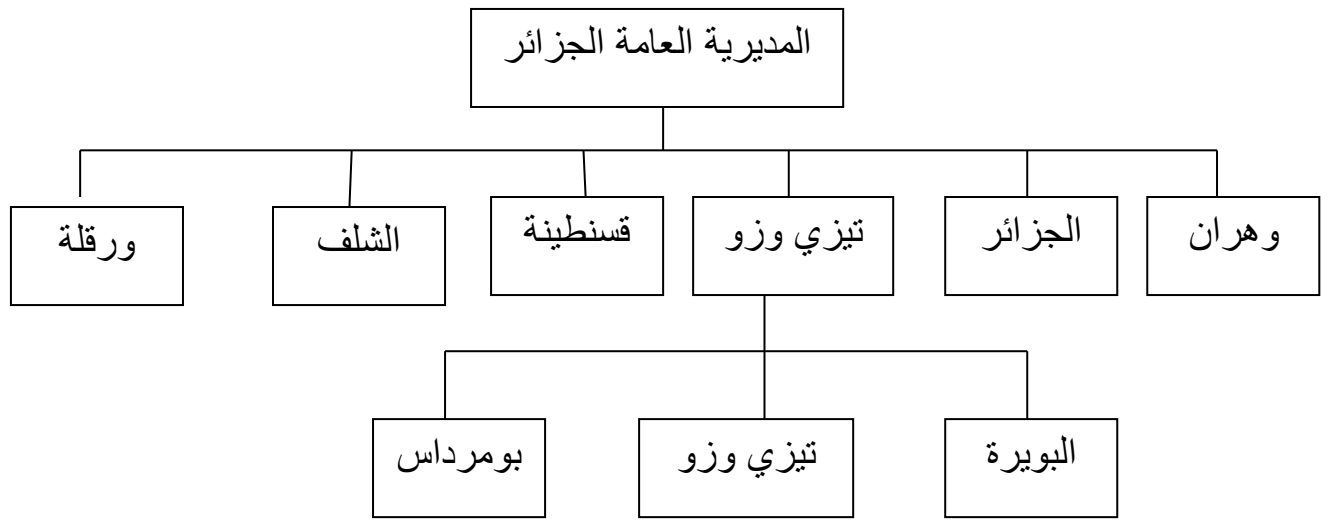 المديرية العامة الجزائر
وهران
الجزائر
تيزي وزو
قسنطينة
الشلف
ورقلة
البويرة
تيزي وزو
بومرداس